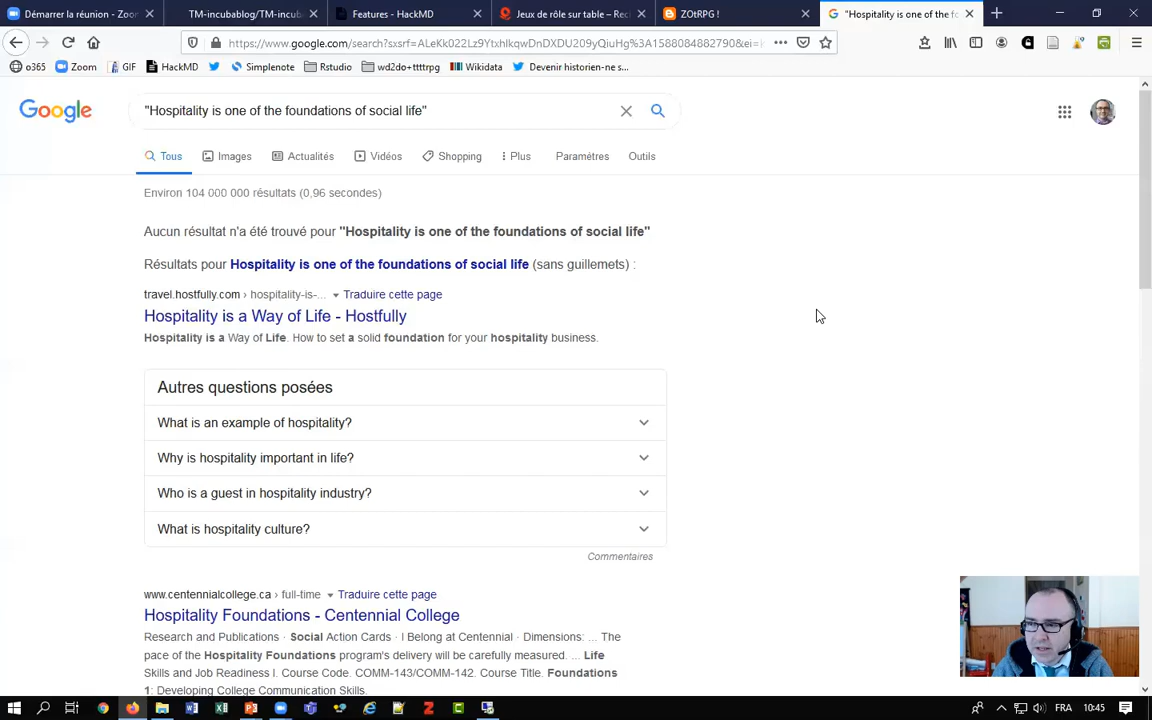 Démarrer la réunion - Zoon
TM-incubablog/TM-incub
Features - HackMD
Jeux de rôle sur table – Rec
ZOtRPG !
"Hospitality is one of the fo
https://www.google.com/search?sxsrf=ALeKk022Lz9YtxhIkqwDnDXDU209yQiuHg%3A1588084882790&ei=
o365
Zoom
GIF
HackMD
Simplenote
Rstudio
wd2do+ttttrpg
Wikidata
Devenir historien-ne s...
Google
"Hospitality is one of the foundations of social life"
Tous
Images
Actualités
Vidéos
Shopping
Plus
Paramètres
Outils
Environ 104 000 000 résultats (0,96 secondes)
Aucun résultat n'a été trouvé pour "Hospitality is one of the foundations of social life"
Résultats pour Hospitality is one of the foundations of social life (sans guillemets) :
travel.hostfully.com › hospitality-is-... Traduire cette page
Hospitality is a Way of Life - Hostfully
Hospitality is a Way of Life. How to set a solid foundation for your hospitality business.
Autres questions posées
What is an example of hospitality?
Why is hospitality important in life?
Who is a guest in hospitality industry?
What is hospitality culture?
Commentaires
www.centennialcollege.ca › full-time Traduire cette page
Hospitality Foundations - Centennial College
Research and Publications · Social Action Cards · I Belong at Centennial · Dimensions: ... The
pace of the Hospitality Foundations program's delivery will be carefully measured. ... Life
Skills and Job Readiness I. Course Code. COMM-143/COMM-142. Course Title. Foundations
1: Developing College Communication Skills.
FRA
10:45